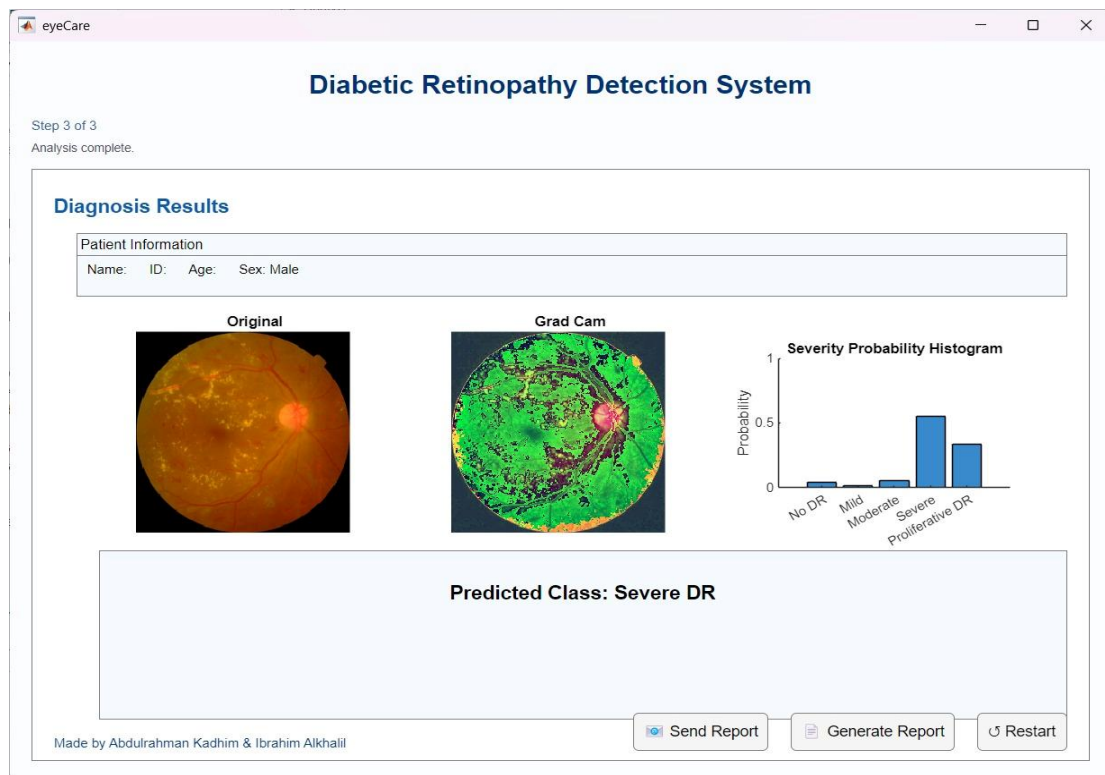 eyeCare
Diabetic Retinopathy Detection System
Step 3 of 3
Analysis complete.
Diagnosis Results
Patient Information
Name: ID: Age: Sex: Male
Original
Grad Cam
Severity Probability Histogram
Probability
1
0.5
0
No DR
Mild
Moderate
Severe
Proliferative DR
Predicted Class: Severe DR
Send Report
Generate Report
↺ Restart
Made by Abdulrahman Kadhim & Ibrahim Alkhalil